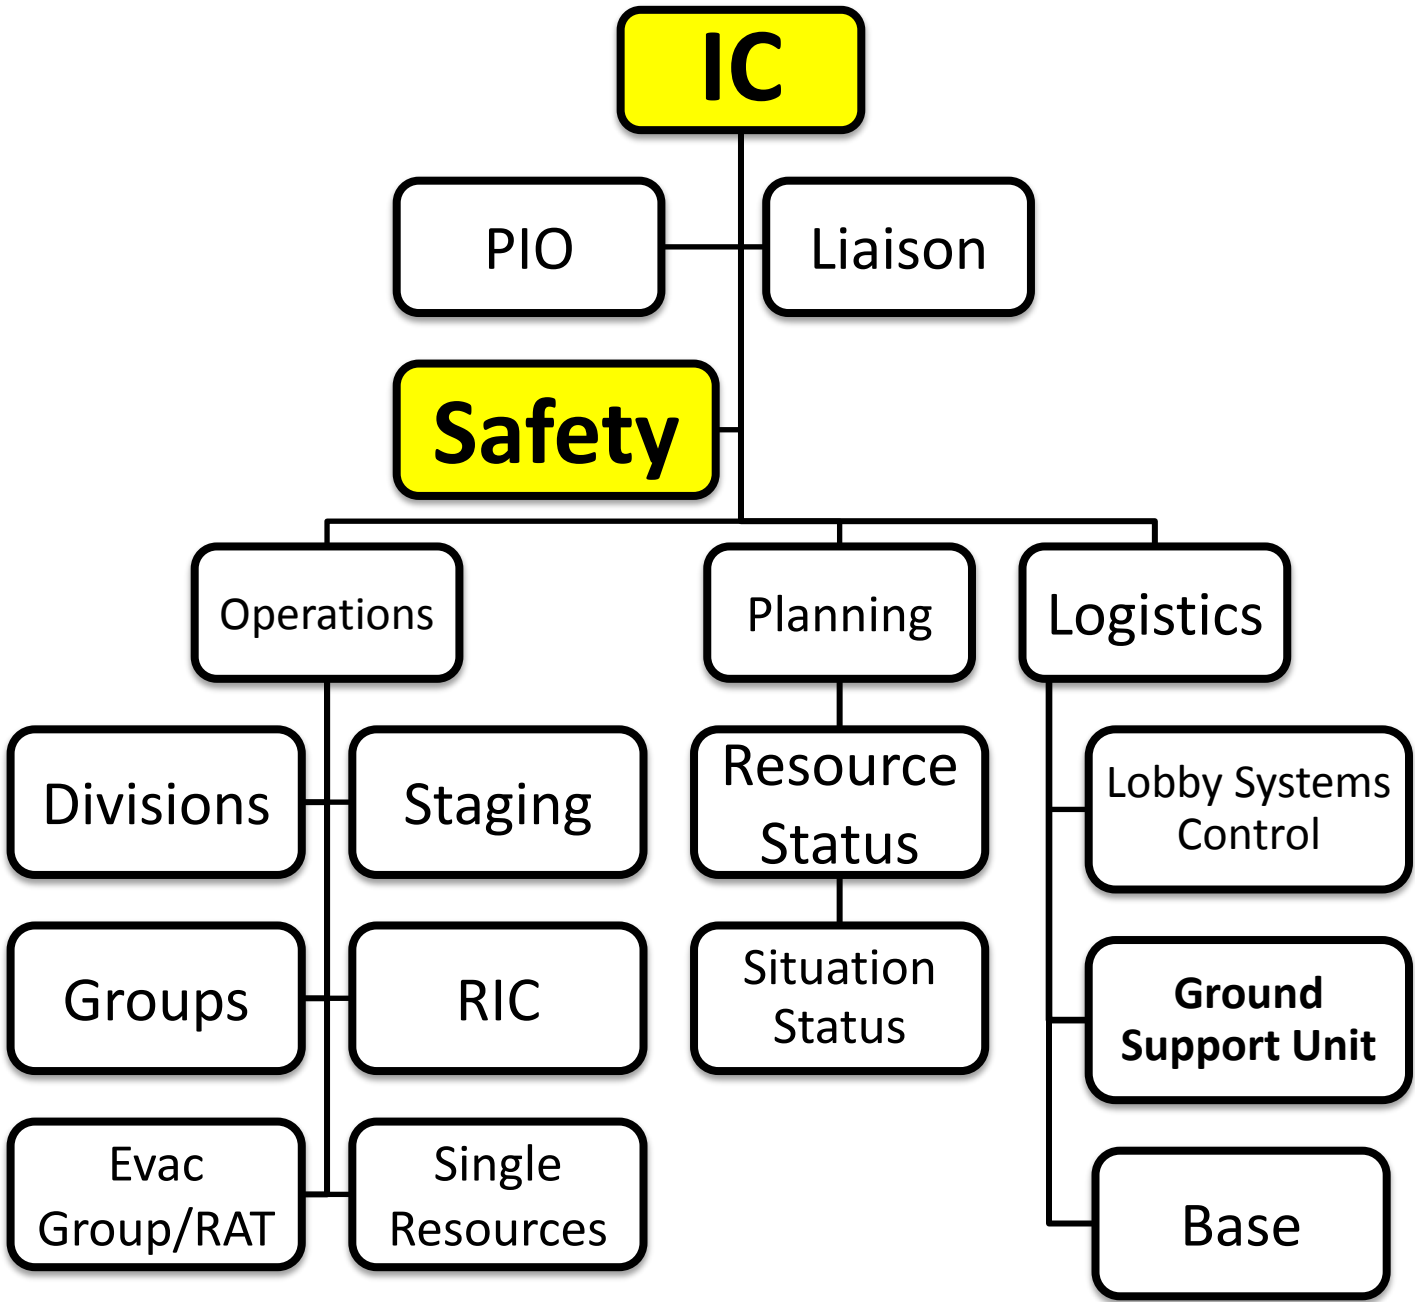 IC
PIO
Liaison
Safety
Operations
Planning
Logistics
Divisions
Staging
Resource
Status
Lobby Systems
Control
Groups
RIC
Situation
Status
Ground
Support Unit
Evac
Group/RAT
Single
Resources
Base